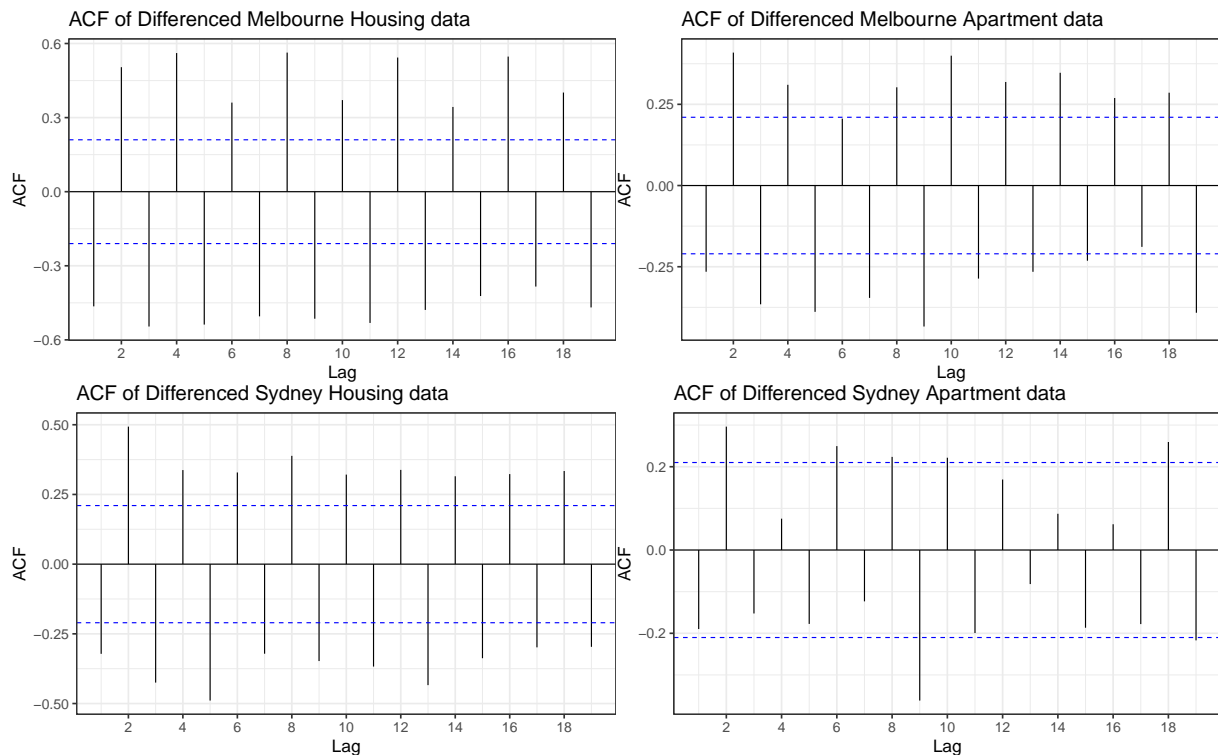 ACF of Differenced Melbourne Housing data
0.6
0.3
0.0
−0.3
−0.6
ACF
2 4 6 8 10 12 14 16 18
Lag
ACF of Differenced Melbourne Apartment data
0.25
0.00
−0.25
ACF
2 4 6 8 10 12 14 16 18
Lag
ACF of Differenced Sydney Housing data
0.50
0.25
0.00
−0.25
−0.50
ACF
2 4 6 8 10 12 14 16 18
Lag
ACF of Differenced Sydney Apartment data
0.2
0.0
−0.2
ACF
2 4 6 8 10 12 14 16 18
Lag